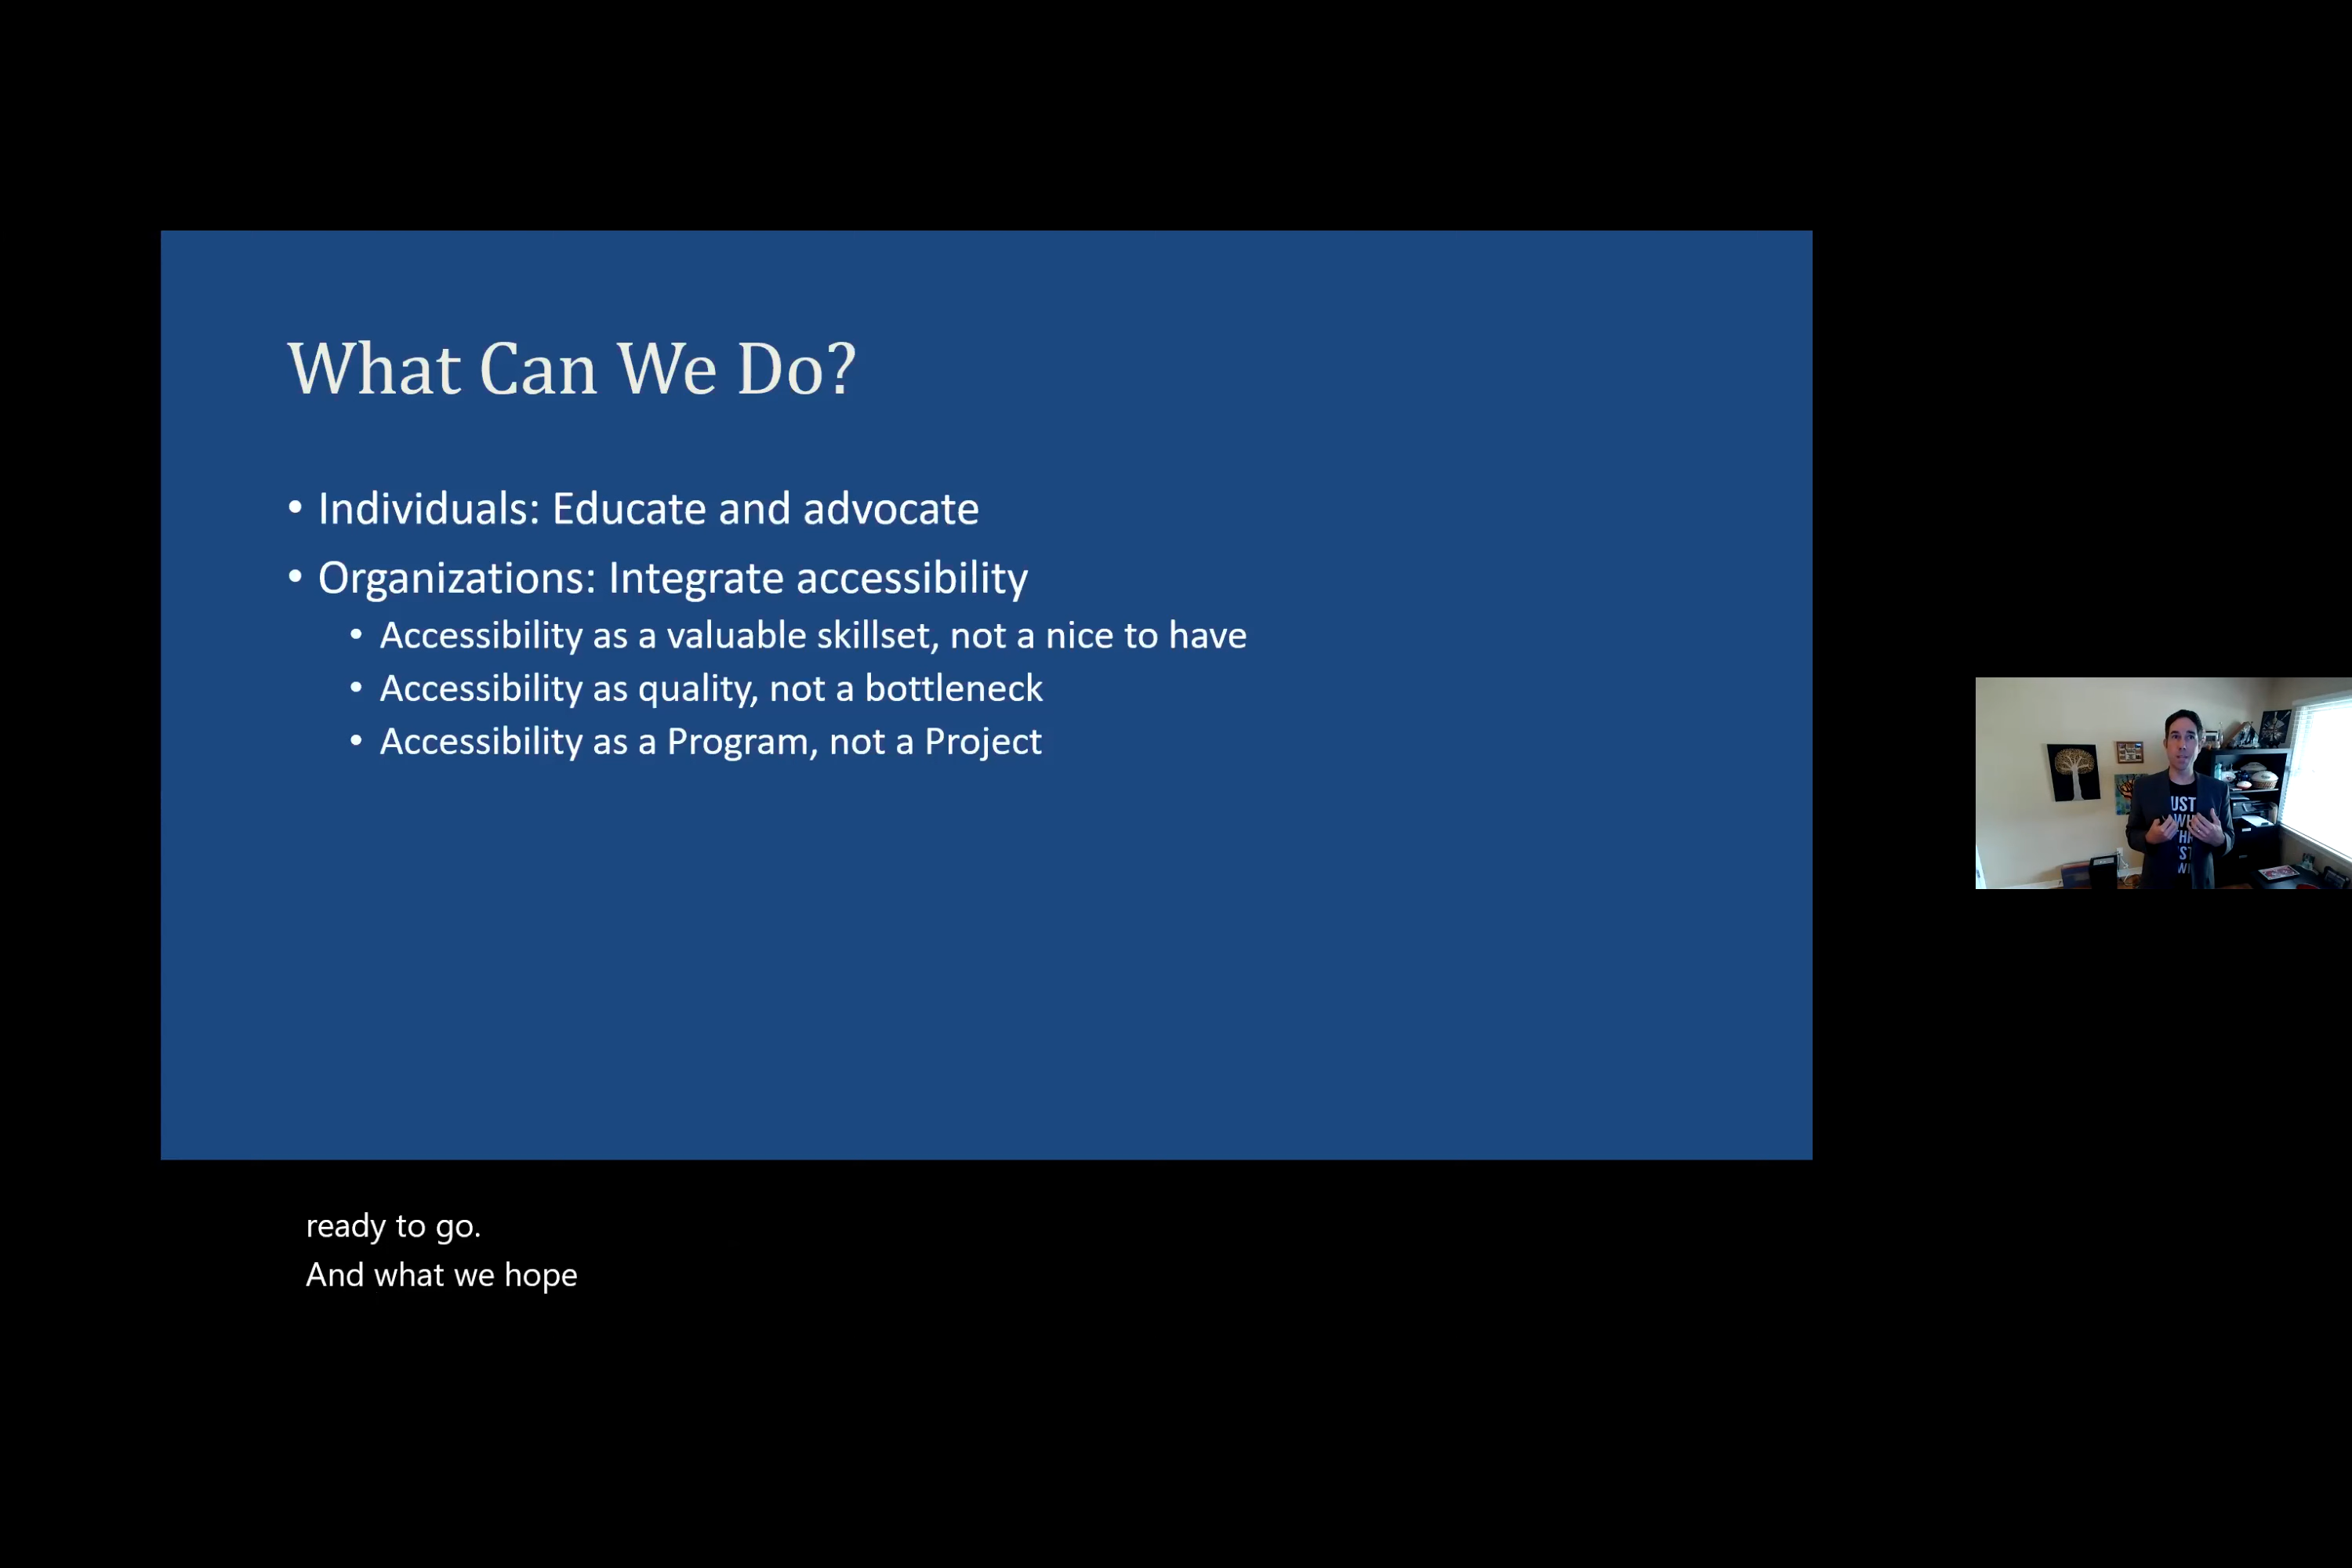 What Can We Do?
• Individuals: Educate and advocate
• Organizations: Integrate accessibility
• Accessibility as a valuable skillset, not a nice to have
• Accessibility as quality, not a bottleneck
• Accessibility as a Program, not a Project
ready to go.
And what we hope